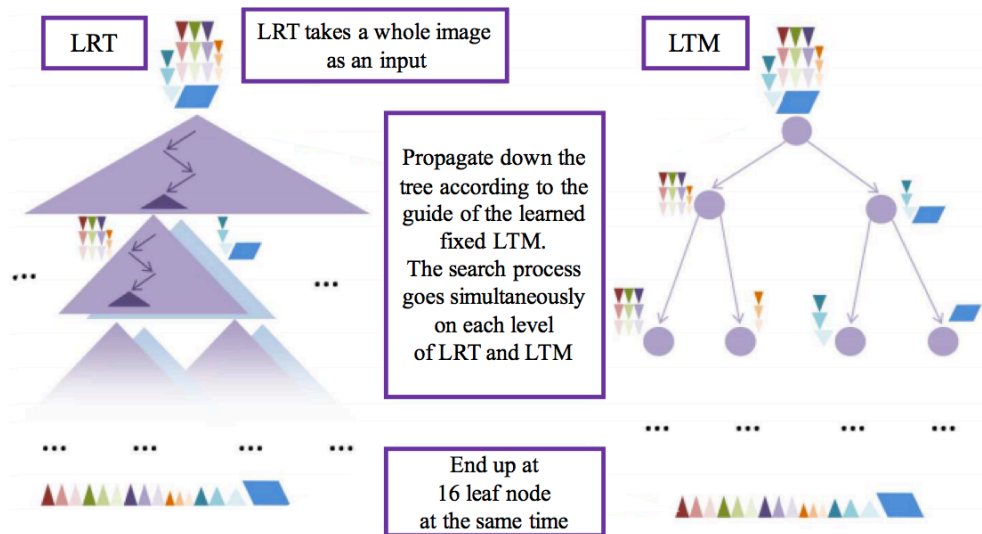 LRT
LRT takes a whole image
as an input
LTM
Propagate down the
tree according to the
guide of the learned
fixed LTM.
The search process
goes simultaneously
on each level
of LRT and LTM
...
...
...
...
...
...
...
...
...
...
End up at
16 leaf node
at the same time